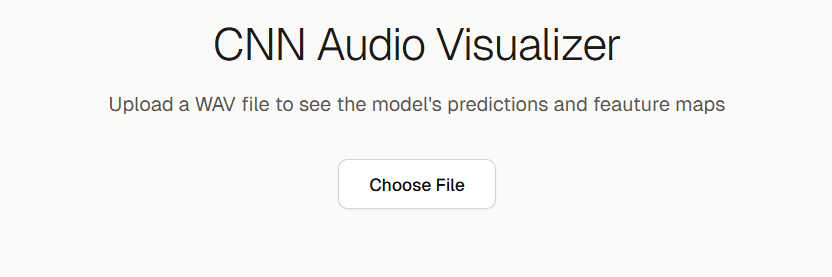 CNN Audio Visualizer
Upload a WAV file to see the model's predictions and feauture maps
Choose File